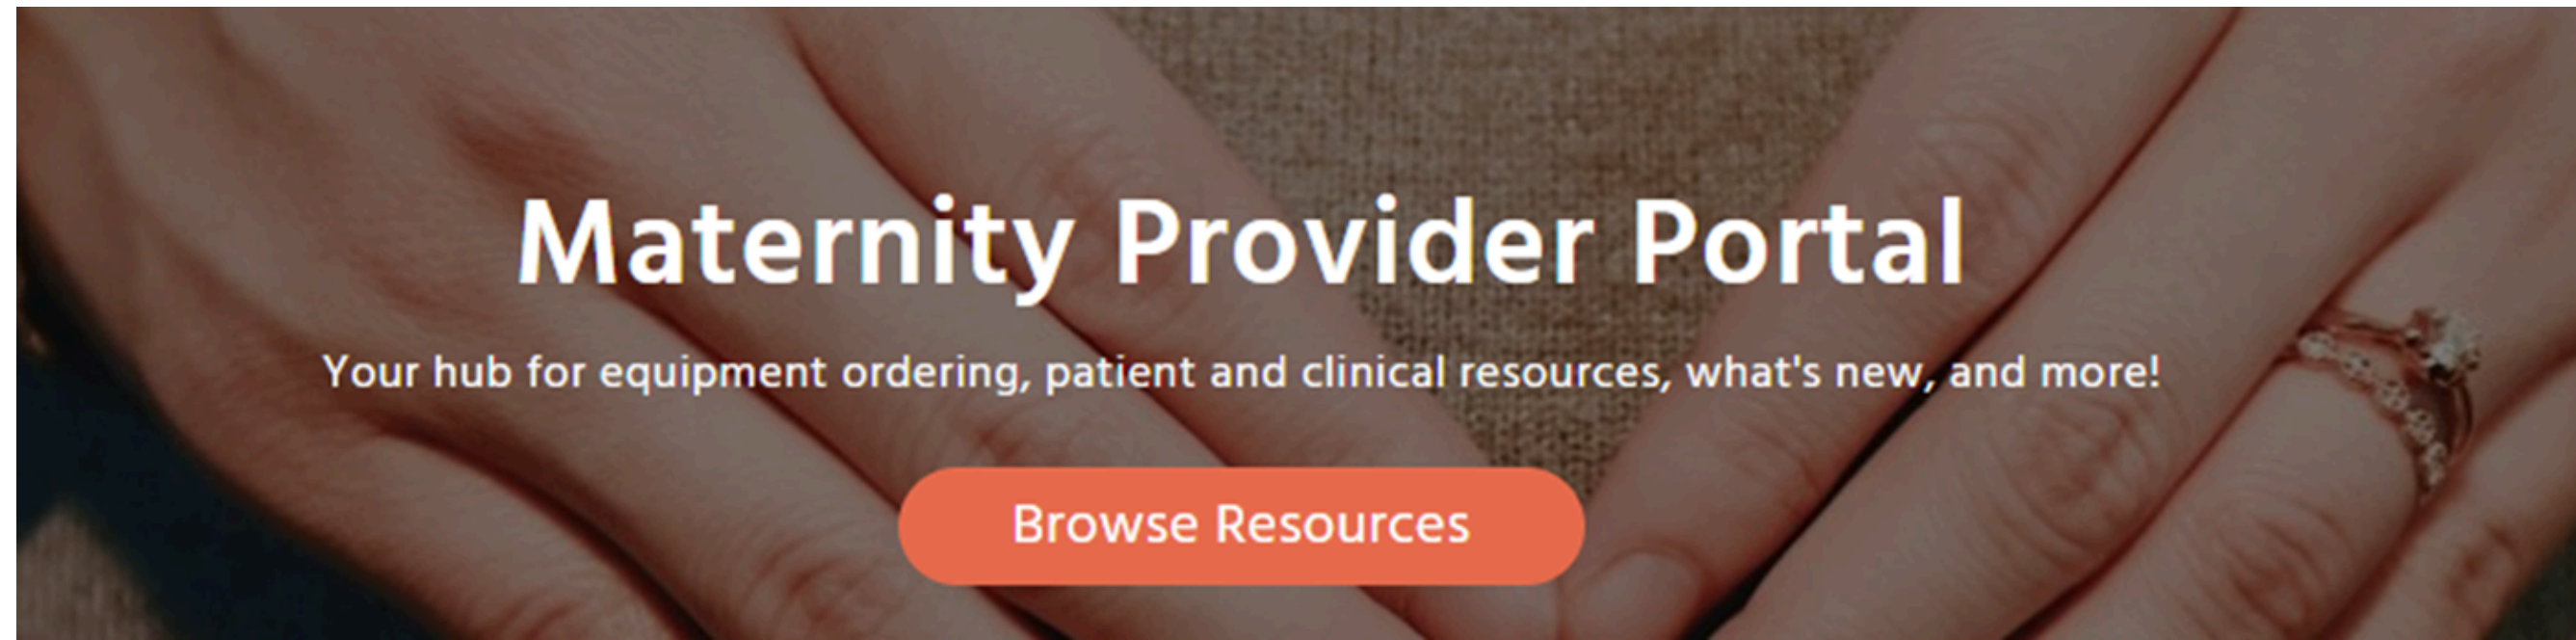 Maternity Provider Portal
Your hub for equipment ordering, patient and clinical resources, what's new, and more!
Browse Resources